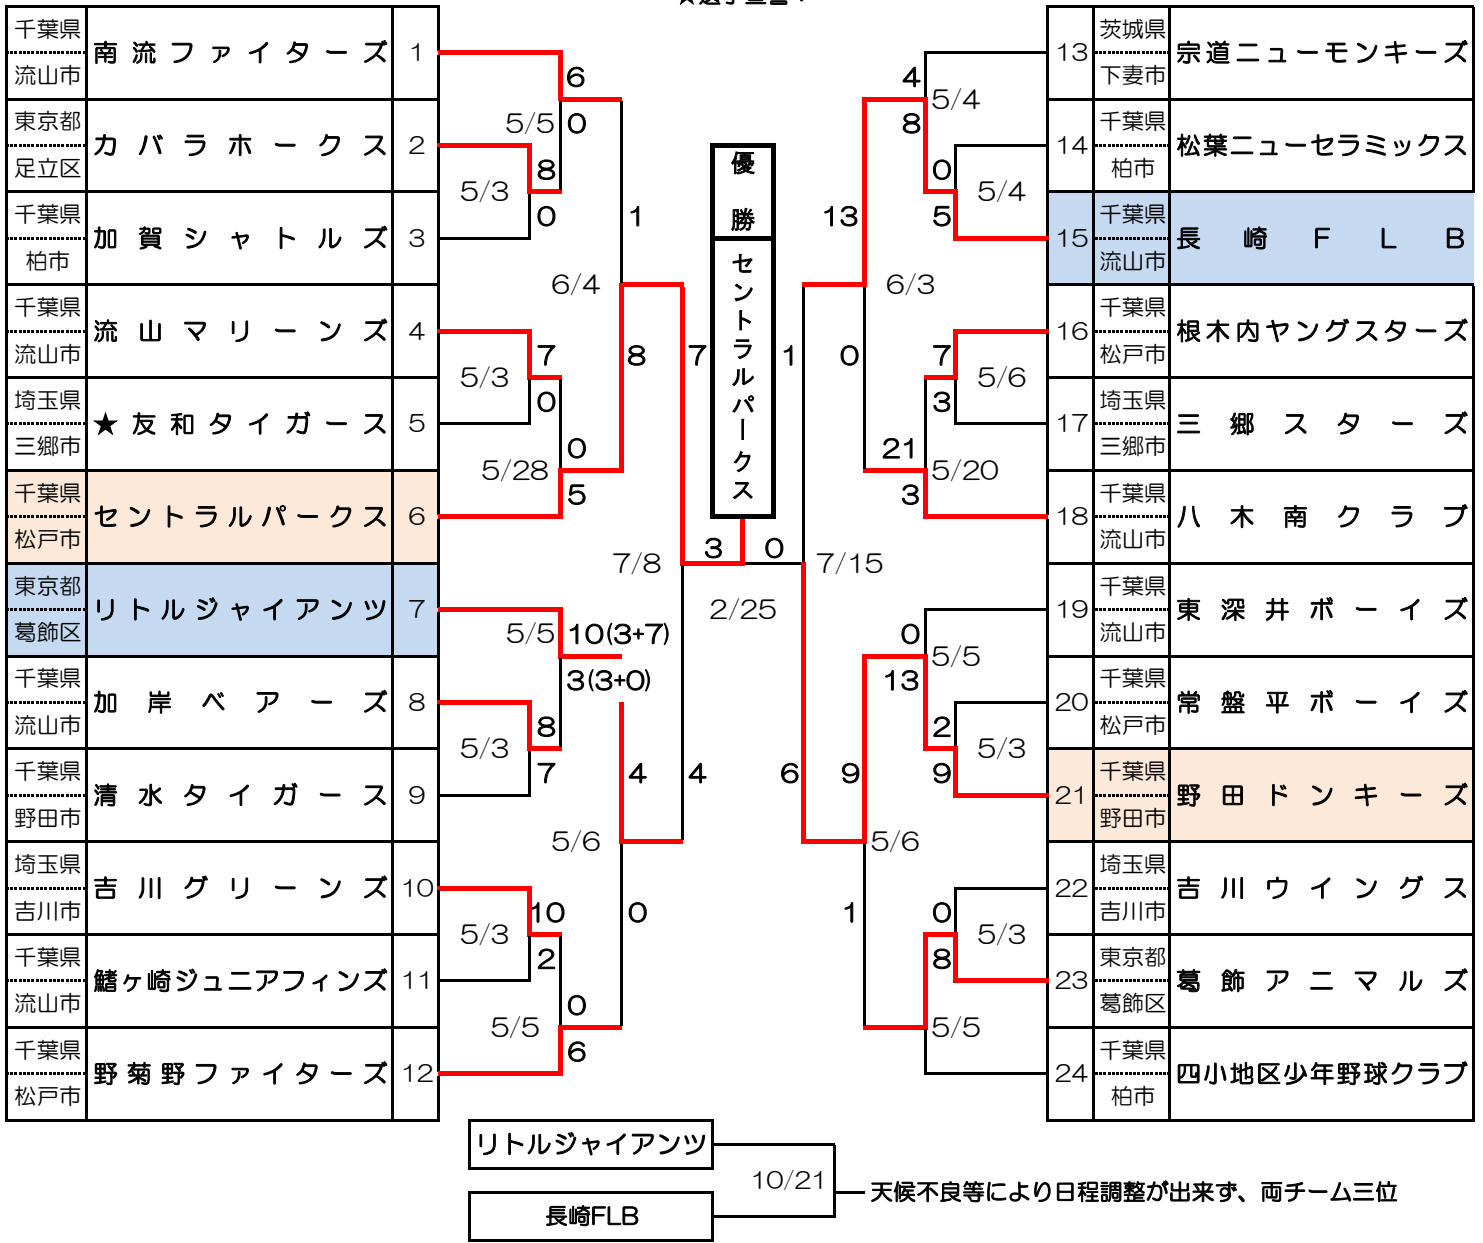 千葉県
流山市
南流ファイターズ
1
東京都
足立区
カバラホークス
2
千葉県
柏市
加賀シャトルズ
3
千葉県
流山市
流山マリーンズ
4
埼玉県
三郷市
★友和タイガース
5
千葉県
松戸市
セントラルパークス
6
東京都
葛飾区
リトルジャイアンツ
7
千葉県
流山市
加岸ベアーズ
8
千葉県
野田市
清水タイガース
9
埼玉県
吉川市
吉川グリーンズ
10
千葉県
流山市
鰭ヶ崎ジュニアフィンズ
11
千葉県
松戸市
野菊野ファイターズ
12
6
5/5
0
8
5/3
0
1
6/4
7
5/3
0
8
0
5/28
5
7
5/5
10(3+7)
3(3+0)
8
5/3
7
4
4
5/6
10
5/3
2
0
0
5/5
6
7/8
3
0
7/15
2/25
優勝
セントラルパークス
4
5/4
8
0
5/4
5
13
6/3
1
0
7
5/6
3
21
5/20
3
0
5/5
13
2
5/3
9
6
9
5/6
1
0
5/3
8
5/5
13
茨城県
下妻市
宗道ニューモンキーズ
14
千葉県
柏市
松葉ニューセラミックス
15
千葉県
流山市
長崎FLB
16
千葉県
松戸市
根木内ヤングスターズ
17
埼玉県
三郷市
三郷スターズ
18
千葉県
流山市
八木南クラブ
19
千葉県
流山市
東深井ボーイズ
20
千葉県
松戸市
常盤平ボーイズ
21
千葉県
野田市
野田ドンキーズ
22
埼玉県
吉川市
吉川ウイングス
23
東京都
葛飾区
葛飾アニマルズ
24
千葉県
柏市
四小地区少年野球クラブ
リトルジャイアンツ
10/21
長崎FLB
天候不良等により日程調整が出来ず、両チーム三位